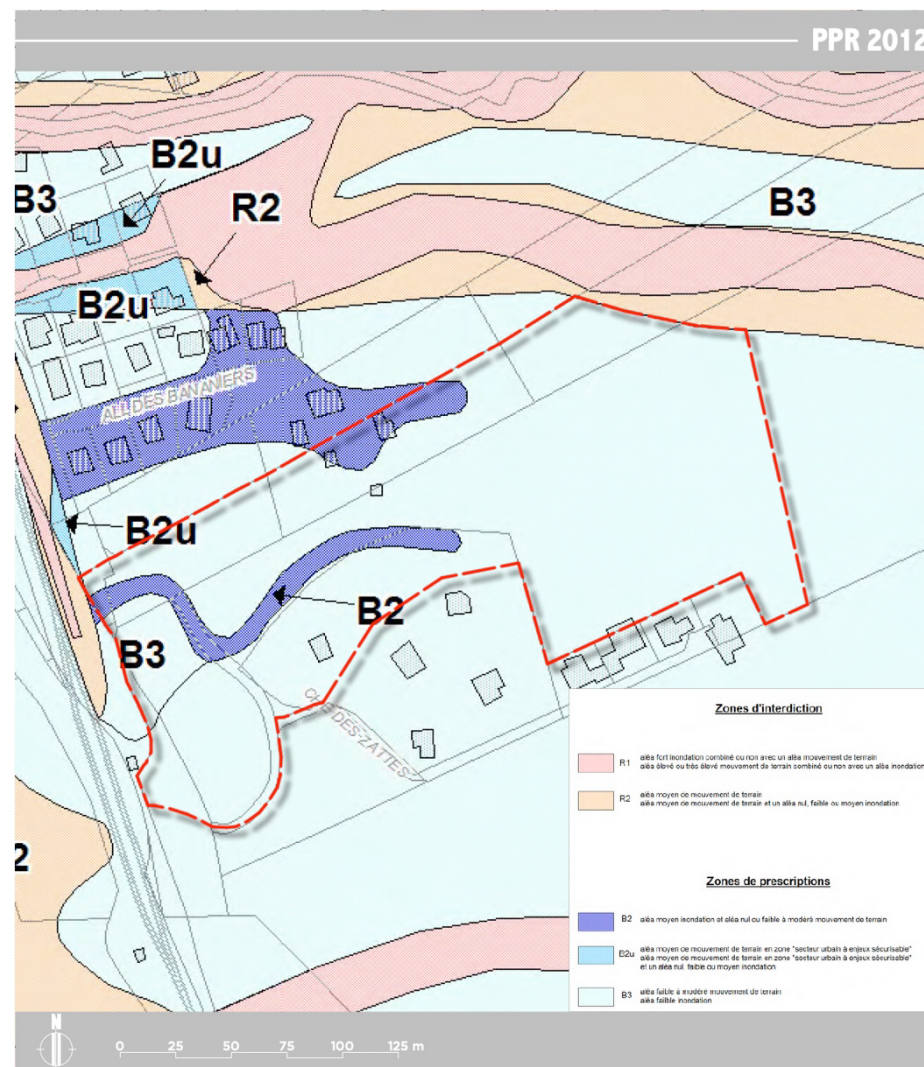 PPR 2012
B2u
B3
R2
B3
B2u
ALL DES BANANIERS
B2u
B2
B3
CHE DES ZATTES
2
Zones d'interdiction
R1 aléa fort inondation combiné ou non avec un aléa mouvement de terrain
aléa élevé ou très élevé mouvement de terrain combiné ou non avec un aléa inondation
R2 aléa moyen de mouvement de terrain
aléa moyen de mouvement de terrain et un aléa nul, faible ou moyen inondation
Zones de prescriptions
B2 aléa moyen inondation et aléa nul ou faible à modéré mouvement de terrain
B2u aléa moyen de mouvement de terrain en zone "secteur urbain à enjeux sécurisable"
aléa moyen de mouvement de terrain en zone "secteur urbain à enjeux sécurisable"
et un aléa nul, faible ou moyen inondation
B3 aléa faible à modéré mouvement de terrain
aléa faible inondation
N
0 25 50 75 100 125 m